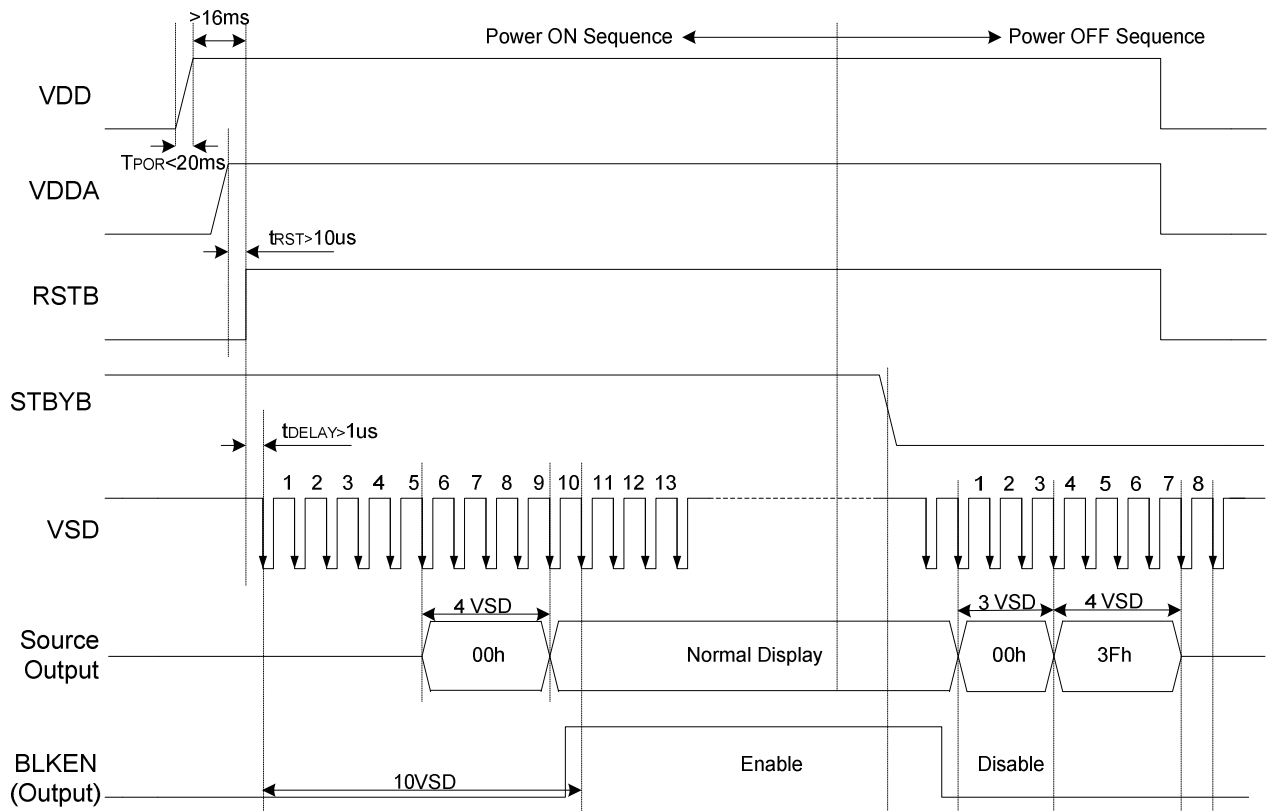 >16ms
Power ON Sequence
Power OFF Sequence
VDD
TPOR<20ms
VDDA
tRST>10us
RSTB
STBYB
tDELAY>1us
1 2 3 4 5 6 7 8 9 10 11 12 13
1 2 3 4 5 6 7 8
VSD
4 VSD
3 VSD
4 VSD
Source
Output
00h
Normal Display
00h
3Fh
BLKEN
(Output)
10VSD
Enable
Disable